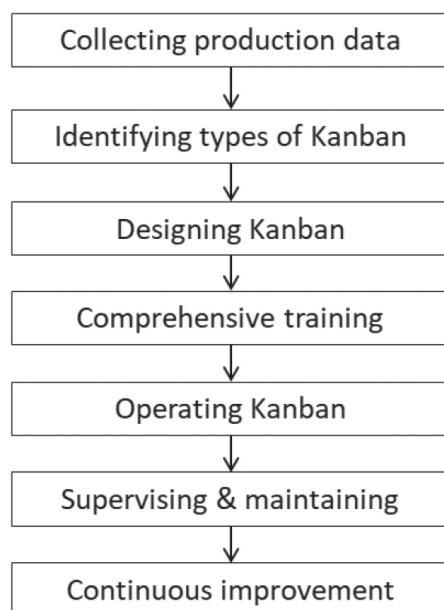 Collecting production data
Identifying types of Kanban
Designing Kanban
Comprehensive training
Operating Kanban
Supervising & maintaining
Continuous improvement